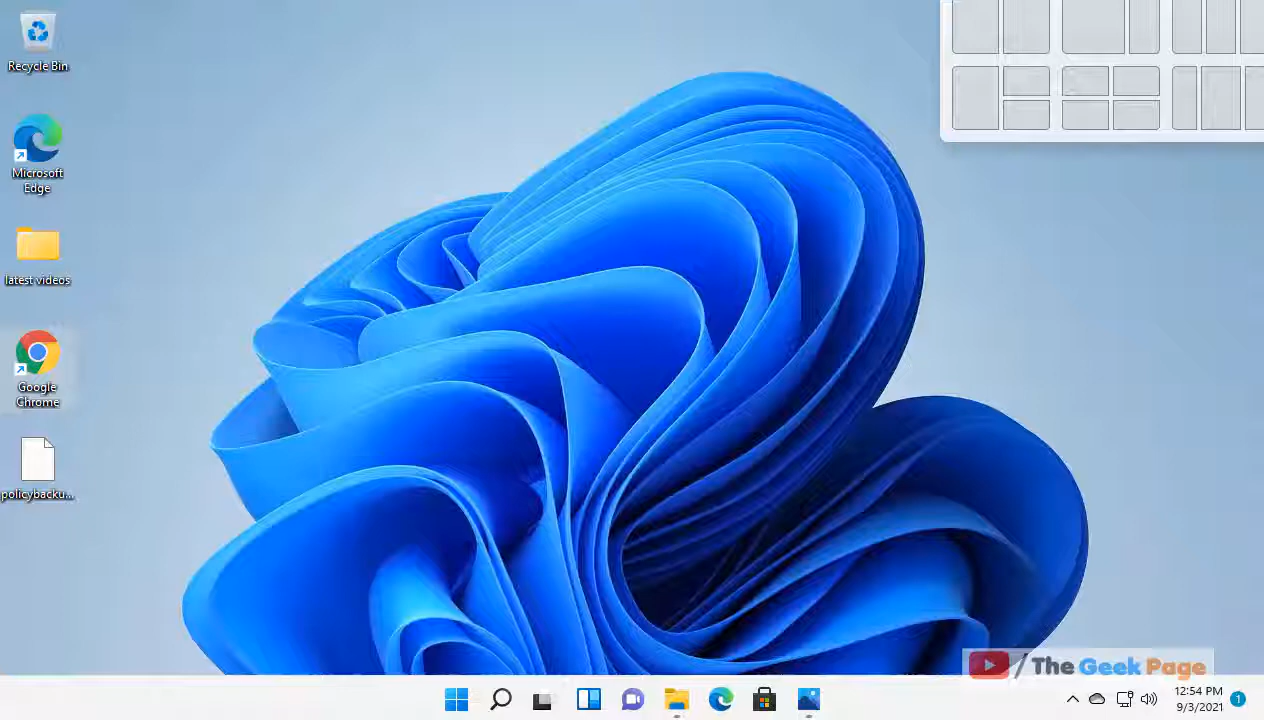 Recycle Bin
Microsoft
Edge
latest videos
Google
Chrome
policybacku...
The Geek Page
12:54 PM
9/3/2021
1